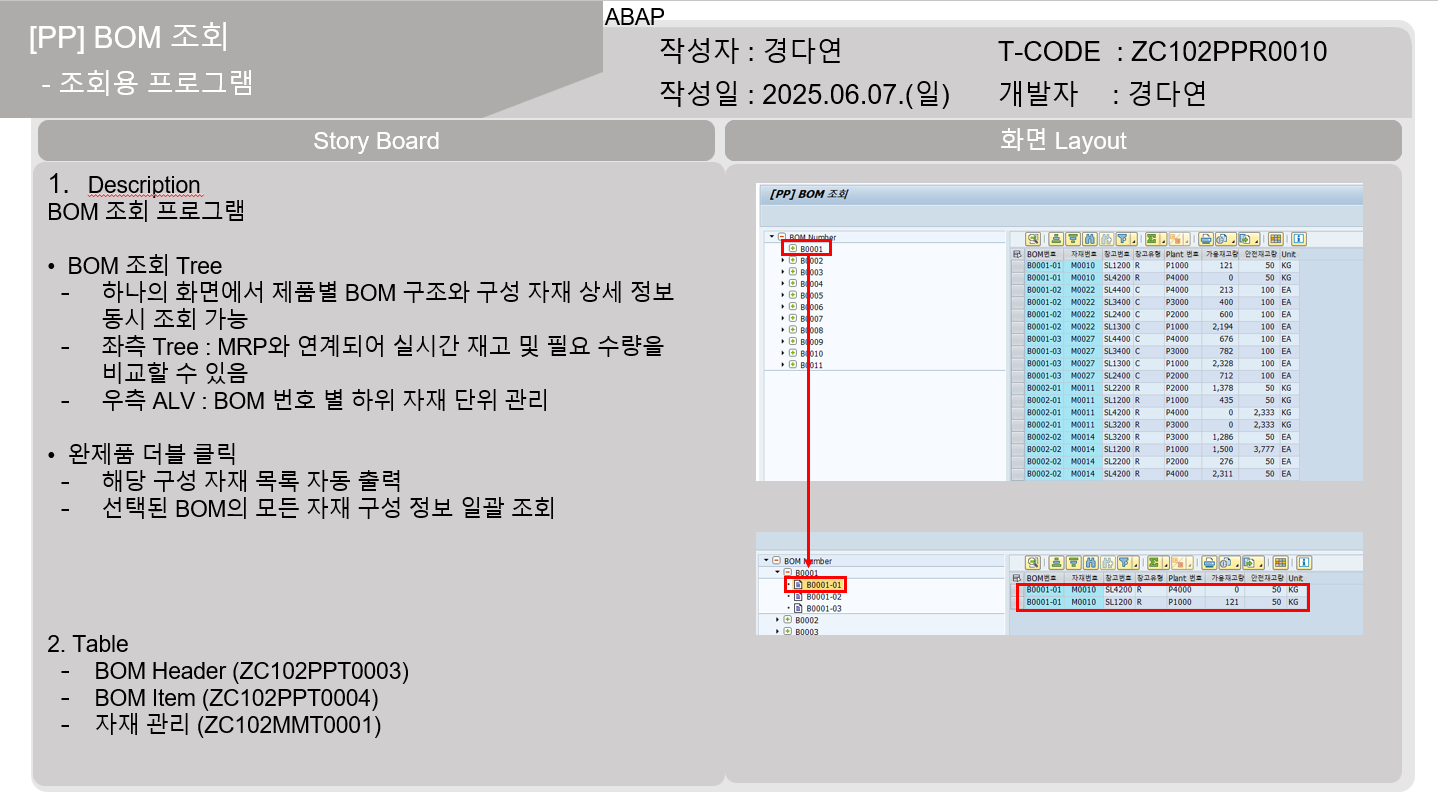 ABAP
[PP] BOM 조회
- 조회용 프로그램
작성자 : 경다연
T-CODE : ZC102PPR0010
작성일 : 2025.06.07.(일)
개발자 : 경다연
Story Board
1. Description
BOM 조회 프로그램
• BOM 조회 Tree
- 하나의 화면에서 제품별 BOM 구조와 구성 자재 상세 정보
동시 조회 가능
- 좌측 Tree : MRP와 연계되어 실시간 재고 및 필요 수량을
비교할 수 있음
- 우측 ALV : BOM 번호 별 하위 자재 단위 관리
• 완제품 더블 클릭
- 해당 구성 자재 목록 자동 출력
- 선택된 BOM의 모든 자재 구성 정보 일괄 조회
2. Table
- BOM Header (ZC102PPT0003)
- BOM Item (ZC102PPT0004)
- 자재 관리 (ZC102MMT0001)
화면 Layout
[PP] BOM 조회
BOM Number
B0001
B0002
B0003
B0004
B0005
B0006
B0007
B0008
B0009
B0010
B0011
BOM번호 자재번호 창고번호 창고유형 Plant 번호 가용재고량 안전재고량 Unit
B0001-01 M0010 SL1200 R P1000 121 50 KG
B0001-01 M0010 SL4200 R P4000 0 50 KG
B0001-02 M0022 SL4400 C P4000 213 100 EA
B0001-02 M0022 SL3400 C P3000 400 100 EA
B0001-02 M0022 SL2400 C P2000 600 100 EA
B0001-02 M0022 SL1300 C P1000 2,194 100 EA
B0001-03 M0027 SL4400 C P4000 676 100 EA
B0001-03 M0027 SL3400 C P3000 782 100 EA
B0001-03 M0027 SL1300 C P1000 2,328 100 EA
B0001-03 M0027 SL2400 C P2000 712 100 EA
B0002-01 M0011 SL2200 R P2000 1,378 50 KG
B0002-01 M0011 SL1200 R P1000 435 50 KG
B0002-01 M0011 SL4200 R P4000 0 2,333 KG
B0002-01 M0011 SL3200 R P3000 0 2,333 KG
B0002-02 M0014 SL3200 R P3000 1,286 50 EA
B0002-02 M0014 SL1200 R P1000 1,500 3,777 EA
B0002-02 M0014 SL2200 R P2000 276 50 EA
B0002-02 M0014 SL4200 R P4000 2,311 50 EA
BOM Number
B0001
B0001-01
B0001-02
B0001-03
B0002
B0003
BOM번호 자재번호 창고번호 창고유형 Plant 번호 가용재고량 안전재고량 Unit
B0001-01 M0010 SL4200 R P4000 0 50 KG
B0001-01 M0010 SL1200 R P1000 121 50 KG